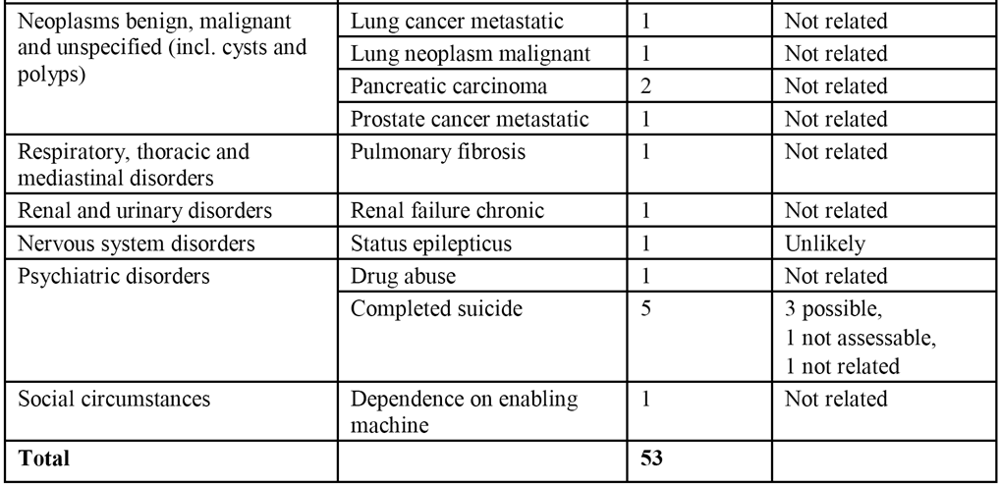 Neoplasms benign, malignant and unspecified (incl. cysts and polyps) Lung cancer metastatic 1 Not related
Lung neoplasm malignant 1 Not related
Pancreatic carcinoma 2 Not related
Prostate cancer metastatic 1 Not related
Respiratory, thoracic and mediastinal disorders Pulmonary fibrosis 1 Not related
Renal and urinary disorders Renal failure chronic 1 Not related
Nervous system disorders Status epilepticus 1 Unlikely
Psychiatric disorders Drug abuse 1 Not related
Completed suicide 5 3 possible,
1 not assessable,
1 not related
Social circumstances Dependence on enabling machine 1 Not related
Total 53